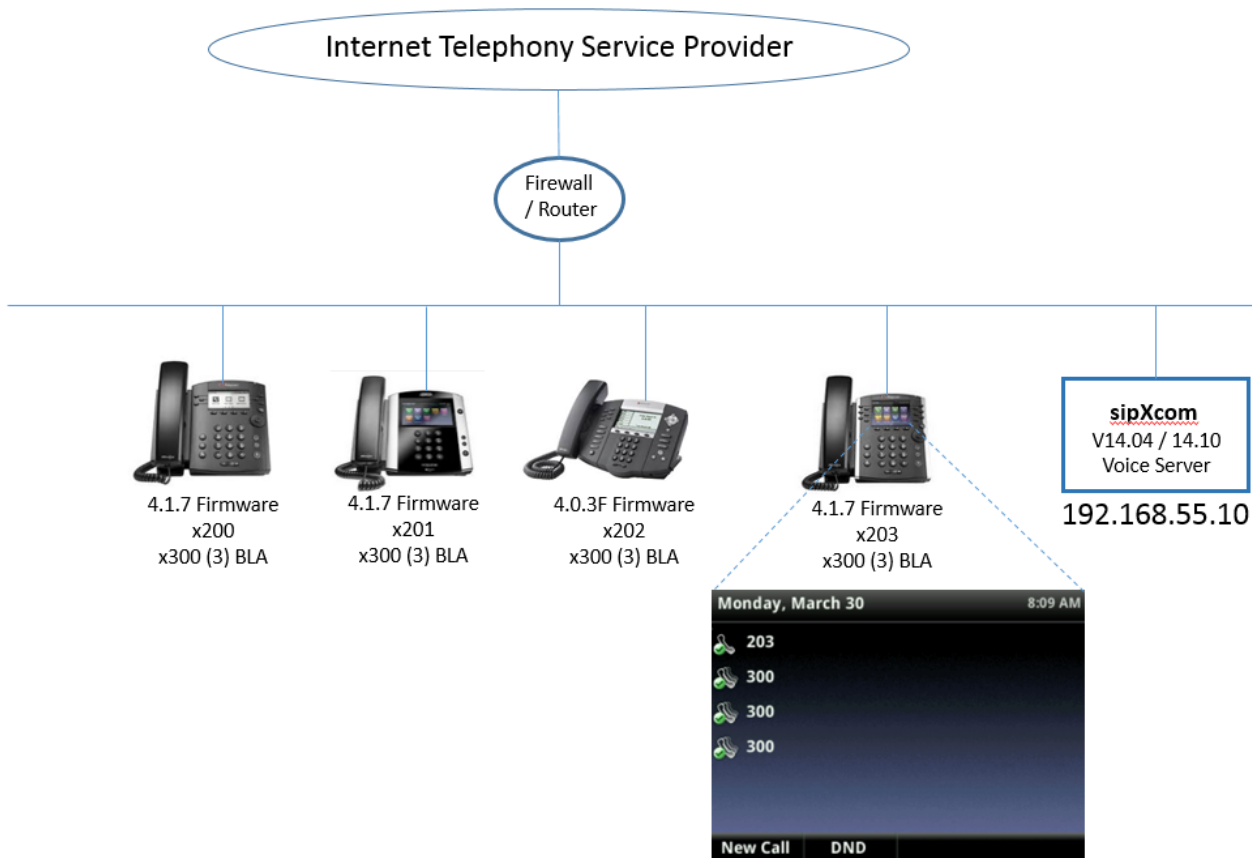 Internet Telephony Service Provider
Firewall
/ Router
4.1.7 Firmware
x200
x300 (3) BLA
4.1.7 Firmware
x201
x300 (3) BLA
4.0.3F Firmware
x202
x300 (3) BLA
4.1.7 Firmware
x203
x300 (3) BLA
sipXcom
V14.04 / 14.10
Voice Server
192.168.55.10
Monday, March 30
8:09 AM
203
300
300
300
New Call
DND